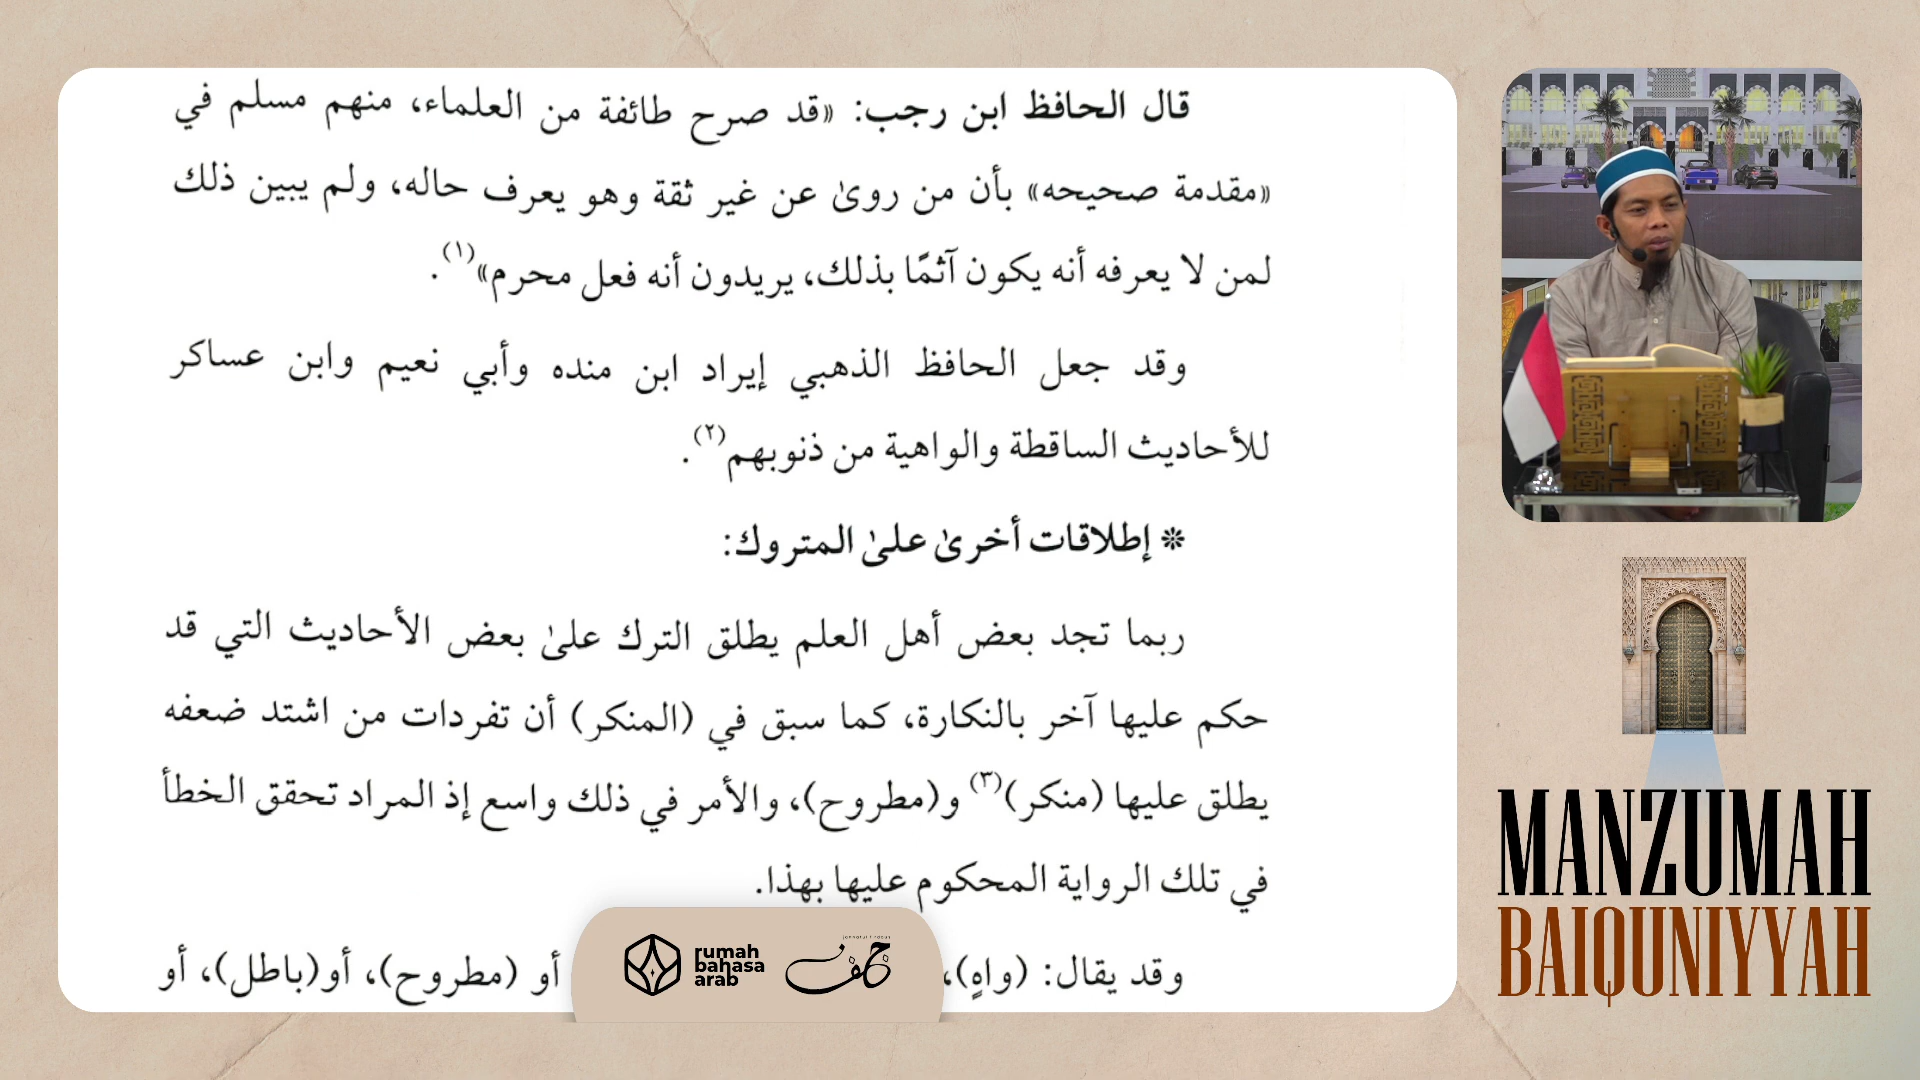 قال الحافظ ابن رجب: «قد صرح طائفة من العلماء، منهم مسلم في
«مقدمة صحيحه» بأن من روىٰ عن غير ثقة وهو يعرف حاله، ولم يبين ذلك
لمن لا يعرفه أنه يكون آثمًا بذلك، يريدون أنه فعل محرم»(١).
وقد جعل الحافظ الذهبي إيراد ابن منده وأبي نعيم وابن عساكر
للأحاديث الساقطة والواهية من ذنوبهم(٢).
❊ إطلاقات أخرىٰ علىٰ المتروك:
ربما تجد بعض أهل العلم يطلق الترك علىٰ بعض الأحاديث التي قد
حكم عليها آخر بالنكارة، كما سبق في (المنكر) أن تفردات من اشتد ضعفه
يطلق عليها (منكر)(٣) و(مطروح)، والأمر في ذلك واسع إذ المراد تحقق الخطأ
في تلك الرواية المحكوم عليها بهذا.
وقد يقال: (واهٍ)، أو (مطروح)، أو(باطل)، أو
rumah
bahasa
arab
MANZUMAH
BAIQUNIYYAH